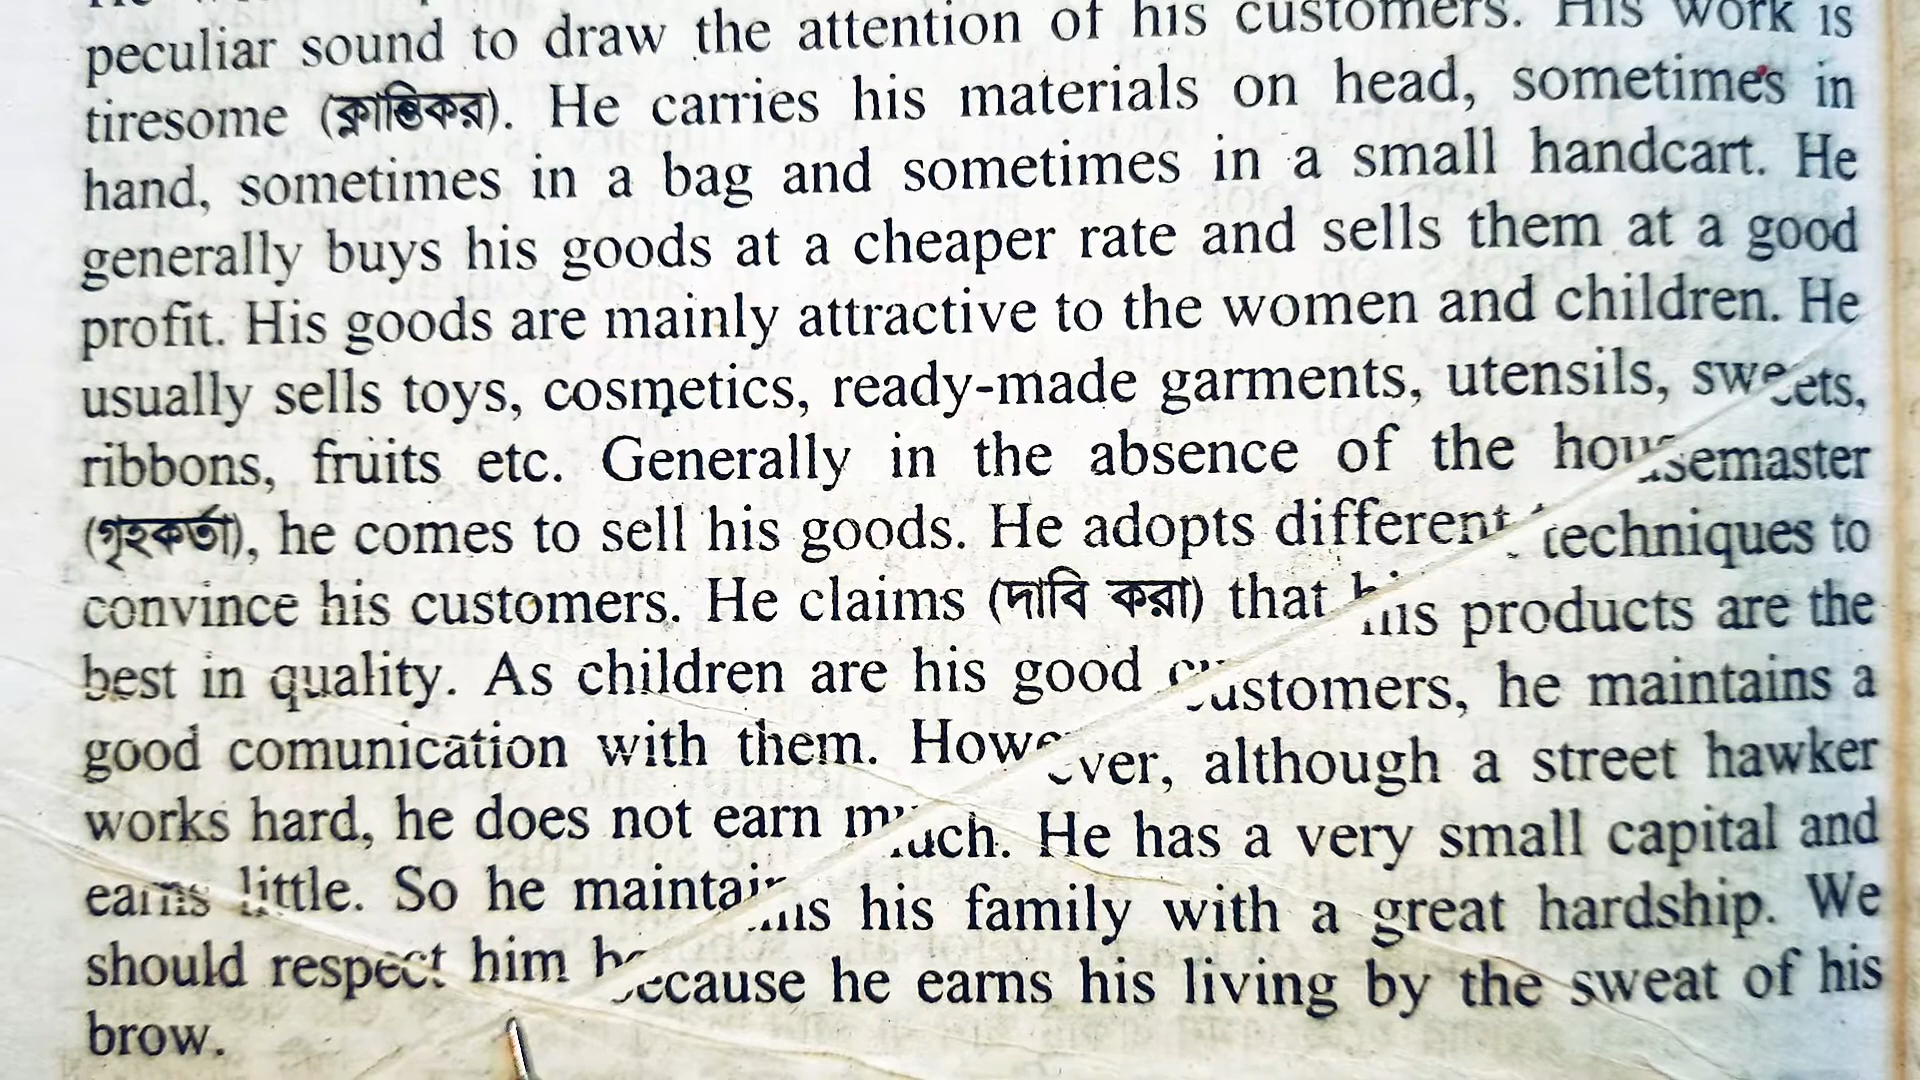 peculiar sound to draw the attention of his customers. His work is
tiresome (ক্লান্তিকর). He carries his materials on head, sometimes in
hand, sometimes in a bag and sometimes in a small handcart. He
generally buys his goods at a cheaper rate and sells them at a good
profit. His goods are mainly attractive to the women and children. He
usually sells toys, cosmetics, ready-made garments, utensils, sweets,
ribbons, fruits etc. Generally in the absence of the housemaster
(গৃহকর্তা), he comes to sell his goods. He adopts different techniques to
convince his customers. He claims (দাবি করা) that his products are the
best in quality. As children are his good customers, he maintains a
good comunication with them. However, although a street hawker
works hard, he does not earn much. He has a very small capital and
earns little. So he maintains his family with a great hardship. We
should respect him because he earns his living by the sweat of his
brow.